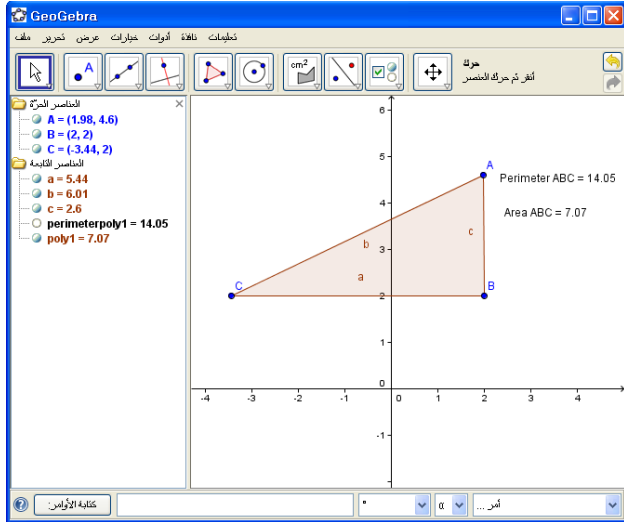 GeoGebra
ملف تحرير عرض خيارات أدوات نافذة تعليمات
A
cm²
حرك
أنقر ثم حرك العنصر
العناصر الحرّة
A = (1.98, 4.6)
B = (2, 2)
C = (-3.44, 2)
العناصر التابعة
a = 5.44
b = 6.01
c = 2.6
perimeterpoly1 = 14.05
poly1 = 7.07
6
5
4
3
2
1
0
-1
-4 -3 -2 -1 0 1 2 3 4
A
Perimeter ABC = 14.05
Area ABC = 7.07
b
c
a
C
B
كتابة الأوامر:
°
α
أمر ...